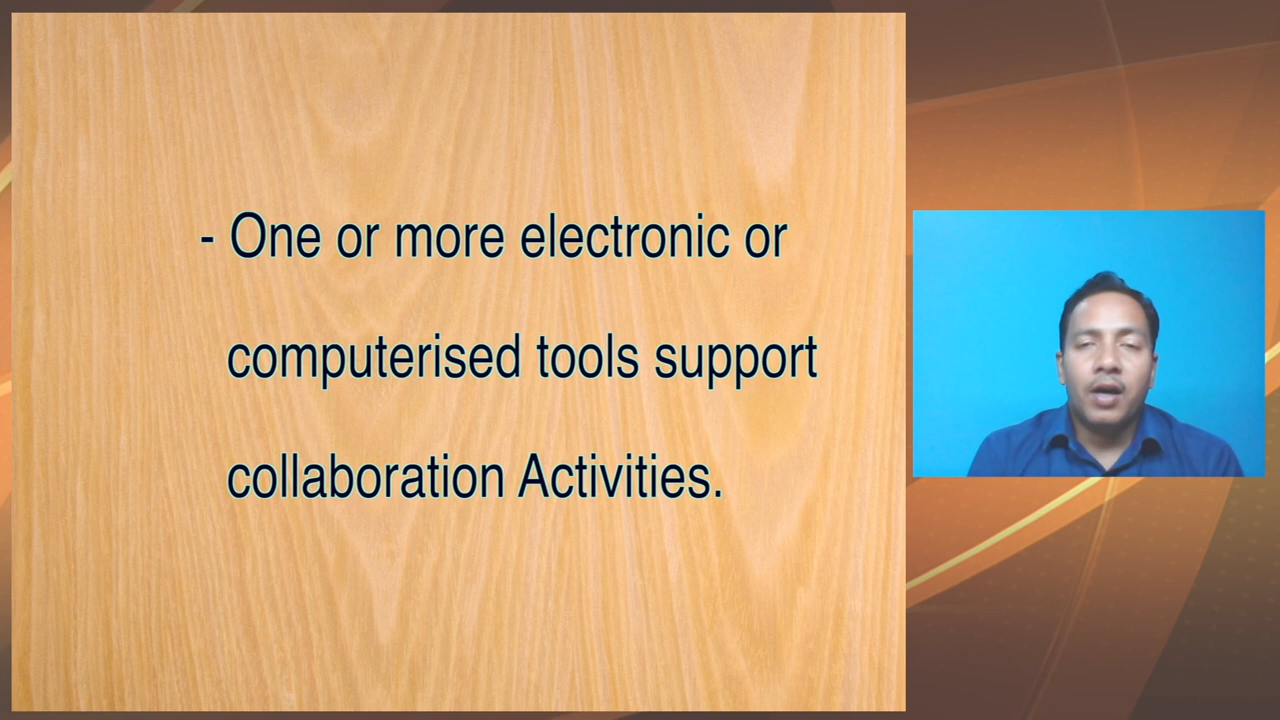 - One or more electronic or
computerised tools support
collaboration Activities.